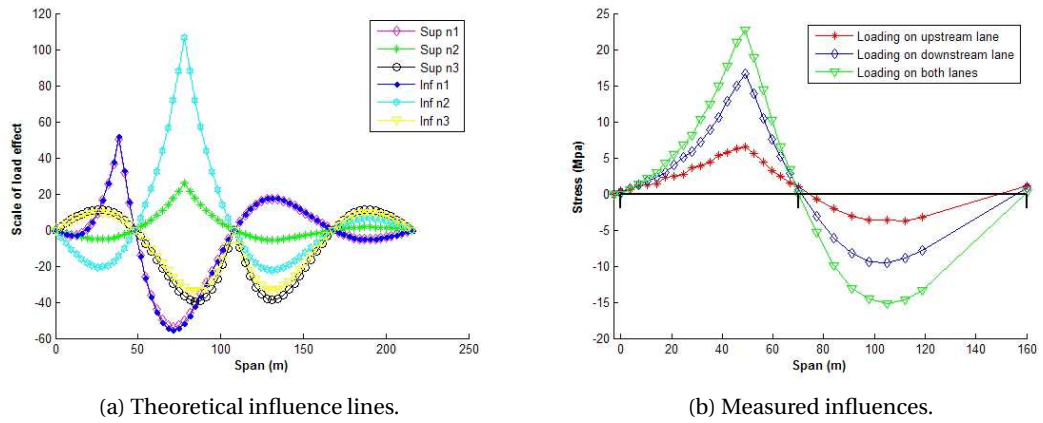 120
100
80
60
40
20
0
-20
-40
-60
0
50
100
150
200
250
Scale of load effect
Span (m)
Sup n1
Sup n2
Sup n3
Inf n1
Inf n2
Inf n3
(a) Theoretical influence lines.
25
20
15
10
5
0
-5
-10
-15
-20
0
20
40
60
80
100
120
140
160
Stress (Mpa)
Span (m)
Loading on upstream lane
Loading on downstream lane
Loading on both lanes
(b) Measured influences.